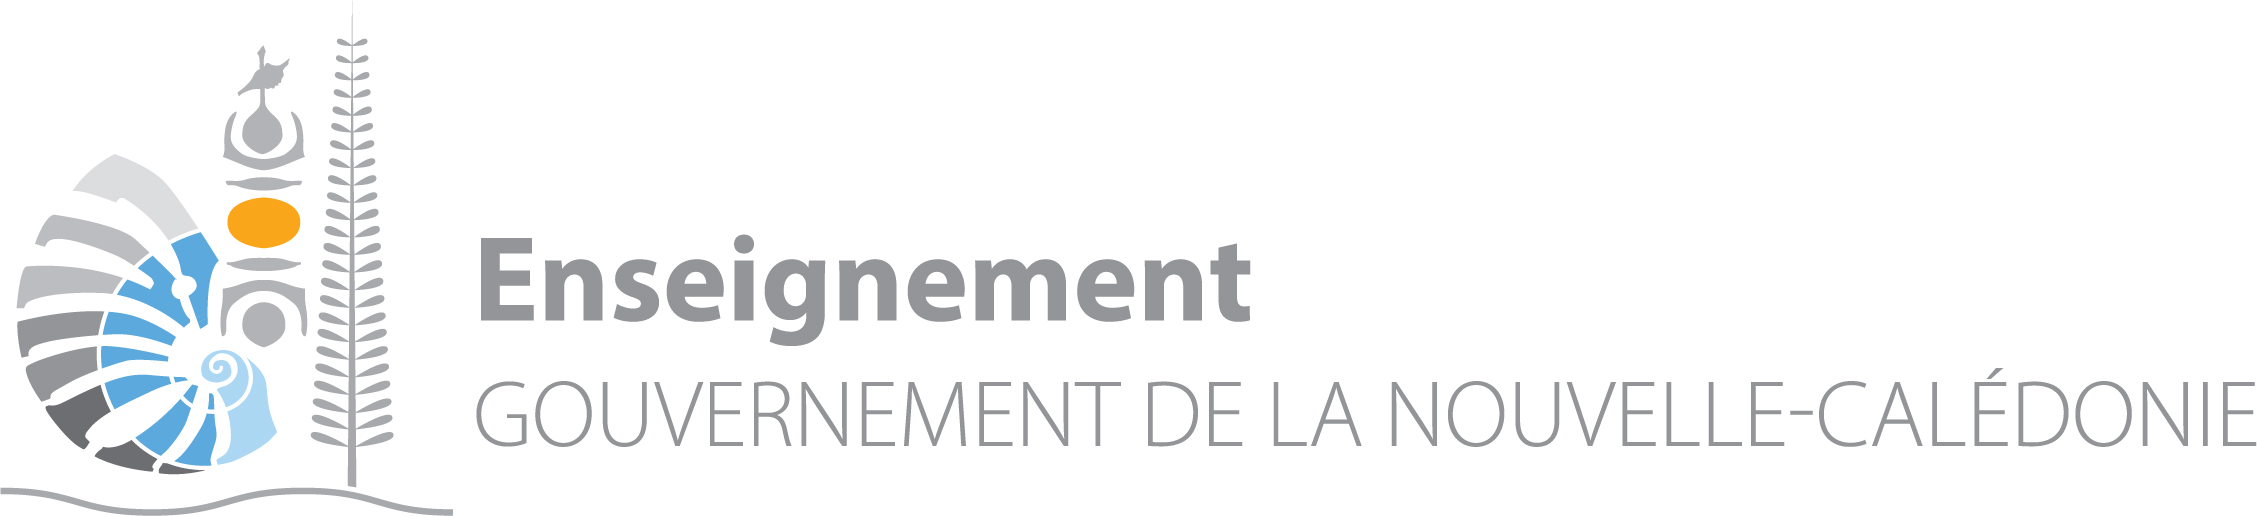 Enseignement
GOUVERNEMENT DE LA NOUVELLE-CALÉDONIE